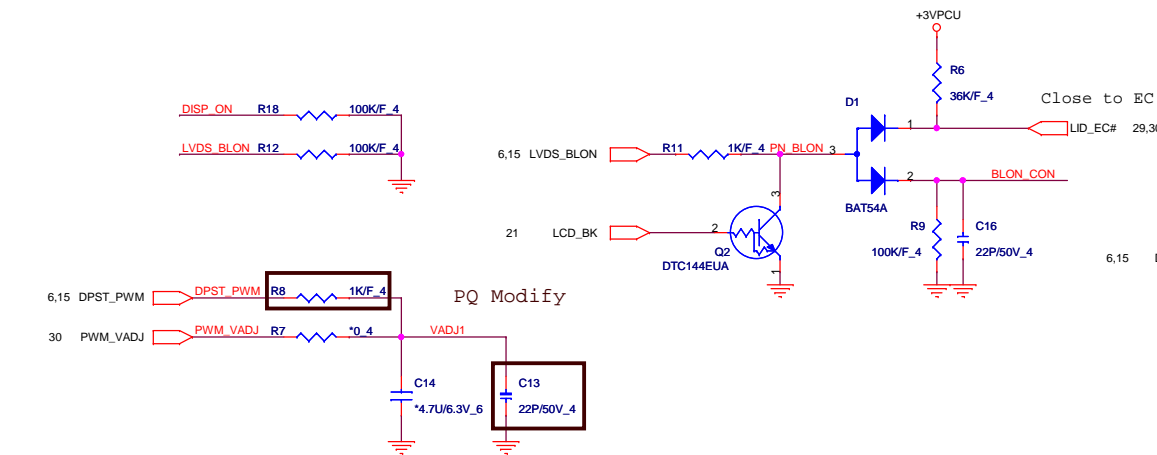 +3VPCU
R6
36K/F_4
Close to EC
D1
DISP_ON R18 100K/F_4
1
LID_EC# 29,30
LVDS_BLON R12 100K/F_4
6,15 LVDS_BLON R11 1K/F_4 PN_BLON 3
2 BLON_CON
3
BAT54A
R9
100K/F_4
C16
22P/50V_4
21 LCD_BK 2
Q2
DTC144EUA
1
6,15
6,15 DPST_PWM DPST_PWM R8 1K/F_4
PQ Modify
30 PWM_VADJ PWM_VADJ R7 *0_4 VADJ1
C14
*4.7U/6.3V_6
C13
22P/50V_4